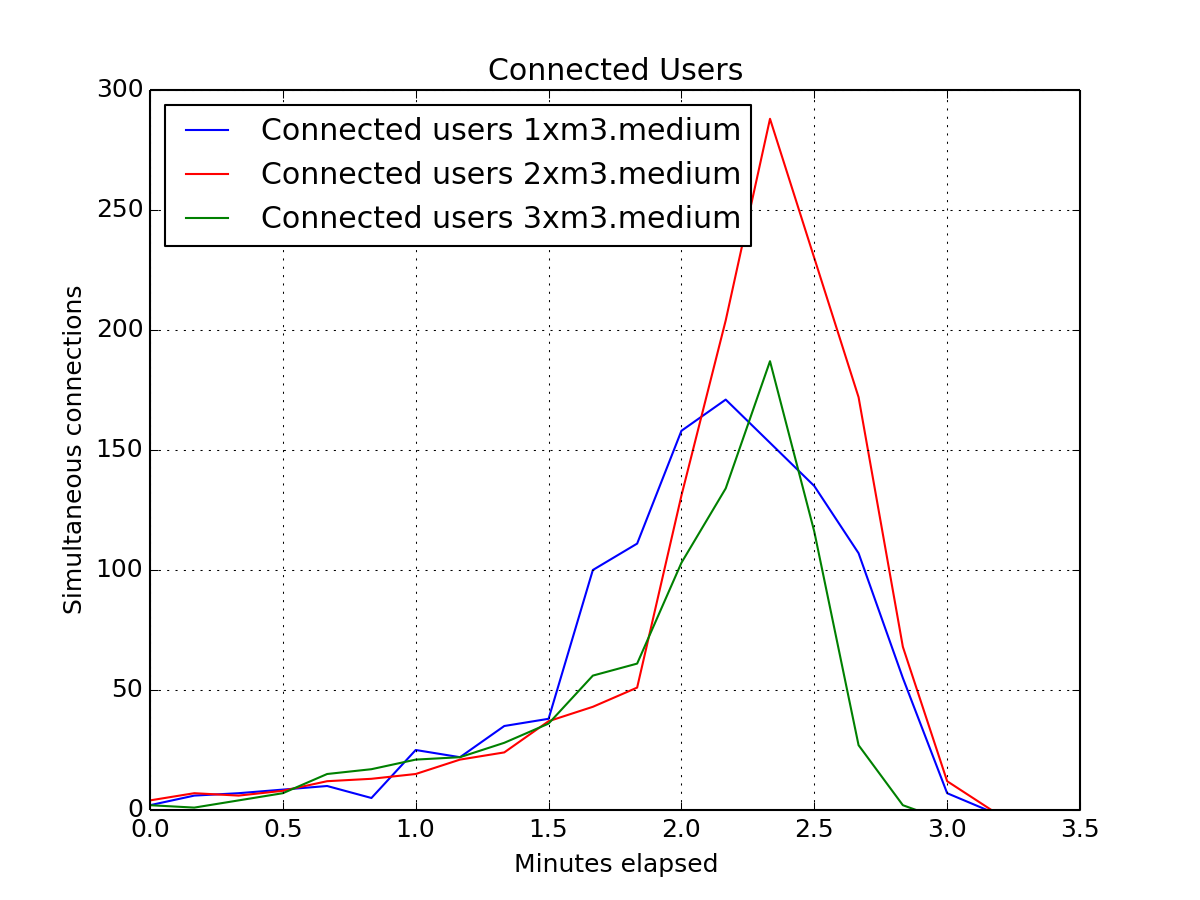 Connected Users
300
Connected users 1xm3.medium
Connected users 2xm3.medium
Connected users 3xm3.medium
250
200
150
100
50
0
Simultaneous connections
0.0 0.5 1.0 1.5 2.0 2.5 3.0 3.5
Minutes elapsed